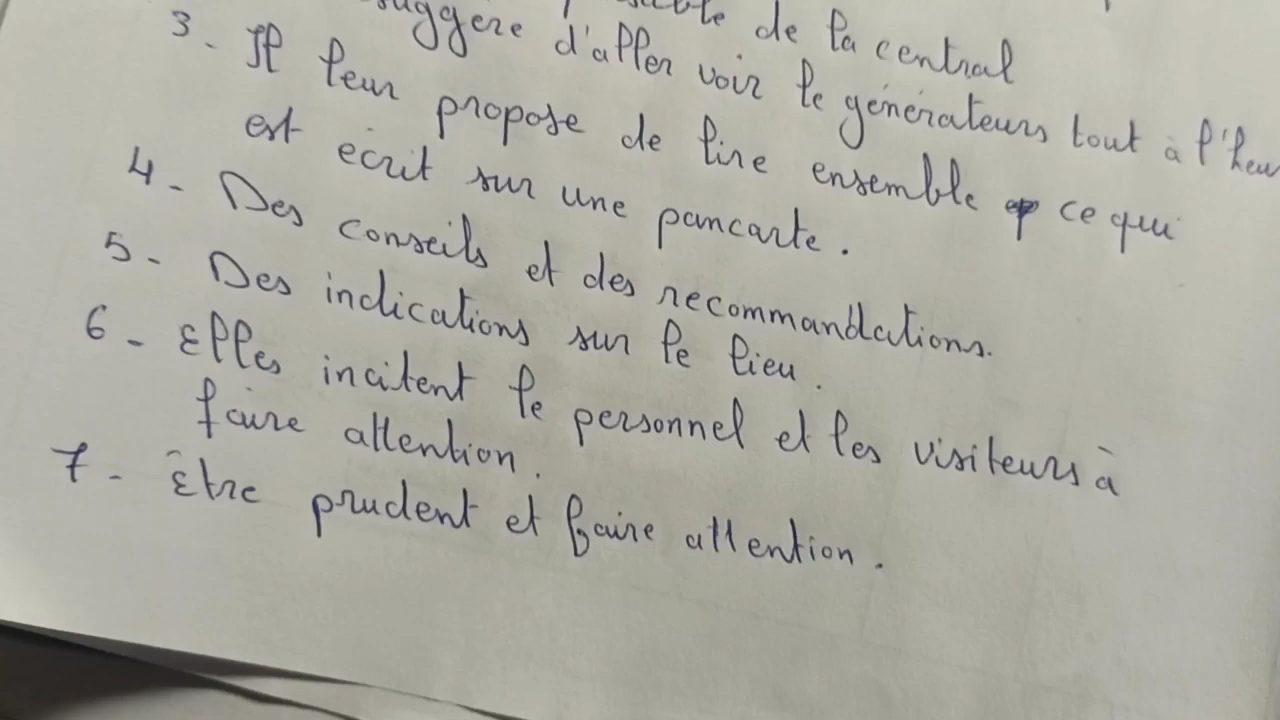 de la central
suggère d'aller voir le générateurs tout à l'heu
3. Il leur propose de lire ensemble ce qui
est écrit sur une pancarte.
4. Des conseils et des recommandations.
5. Des indications sur le lieu.
6. Elles incitent le personnel et les visiteurs à
faire attention.
7. Être prudent et faire attention.